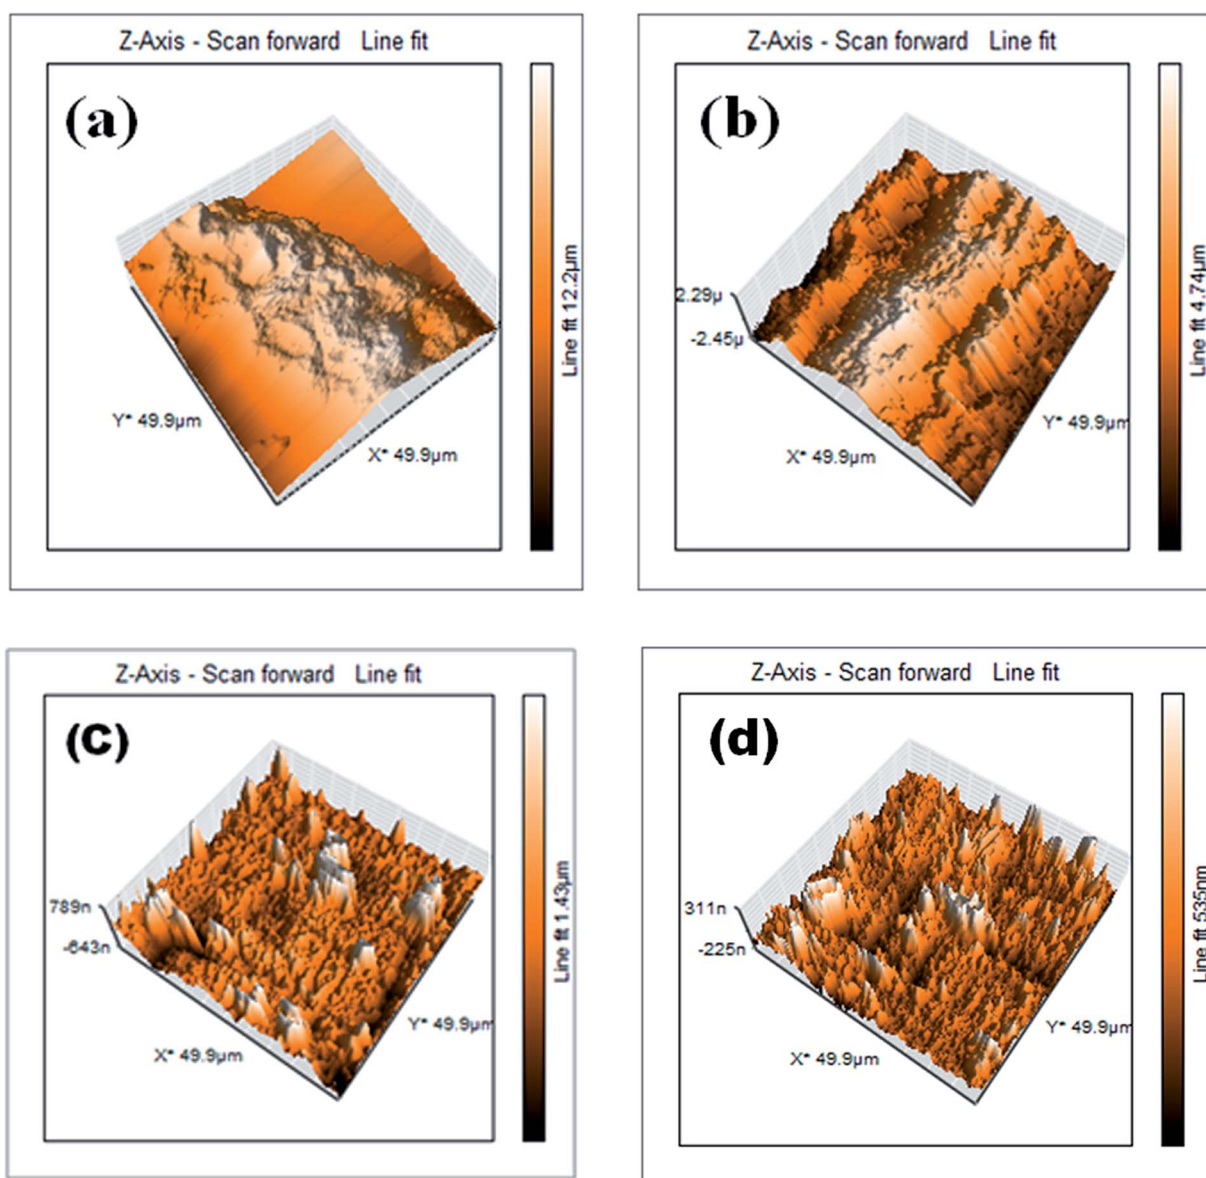 Z-Axis - Scan forward Line fit
(a)
Line fit 12.2µm
Y* 49.9µm
X* 49.9µm
Z-Axis - Scan forward Line fit
(b)
2.29µ
-2.45µ
Line fit 4.74µm
Y* 49.9µm
X* 49.9µm
Z-Axis - Scan forward Line fit
(c)
789n
-643n
Line fit 1.43µm
Y* 49.9µm
X* 49.9µm
Z-Axis - Scan forward Line fit
(d)
311n
-225n
Line fit 535nm
Y* 49.9µm
X* 49.9µm